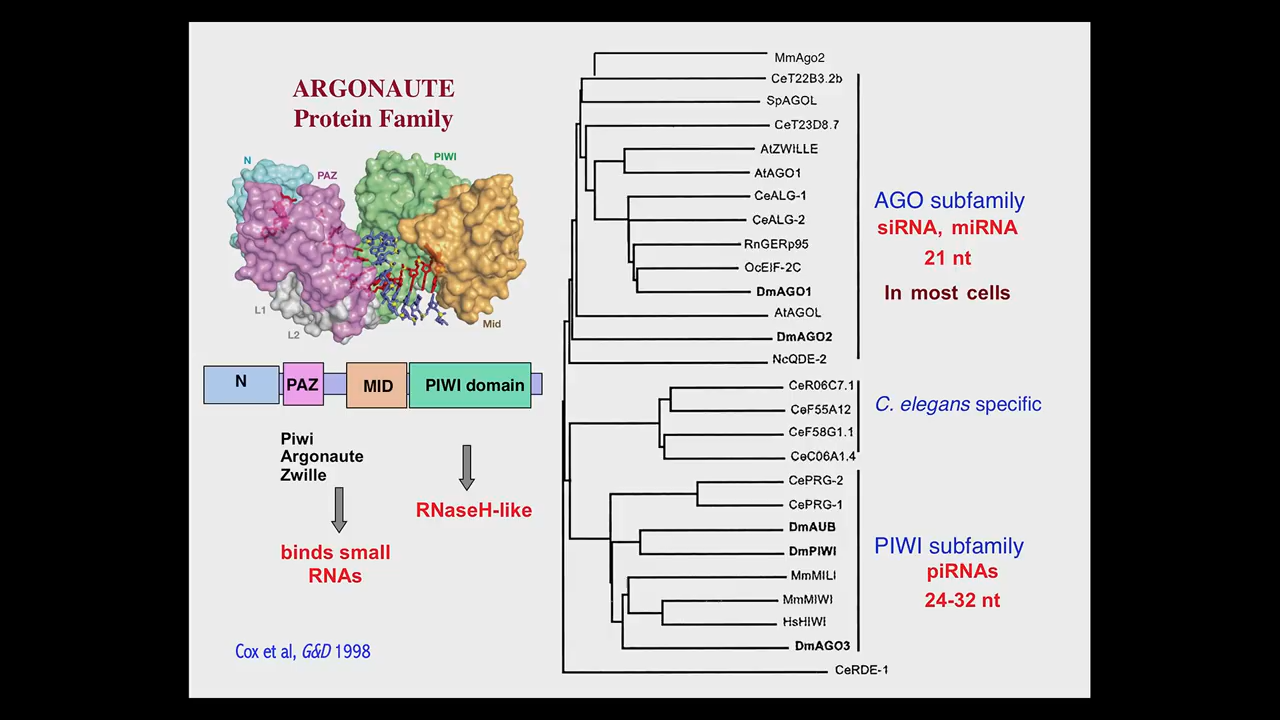 ARGONAUTE
Protein Family
N
PAZ
PIWI
L1
L2
Mid
N
PAZ
MID
PIWI domain
Piwi
Argonaute
Zwille
binds small
RNAs
RNaseH-like
Cox et al, G&D 1998
MmAgo2
CeT22B3.2b
SpAGOL
CeT23D8.7
AtZWILLE
AtAGO1
CeALG-1
CeALG-2
RnGERp95
OcEIF-2C
DmAGO1
AtAGOL
DmAGO2
NcQDE-2
CeR06C7.1
CeF55A12
CeF58G1.1
CeC06A1.4
CePRG-2
CePRG-1
DmAUB
DmPIWI
MmMILI
MmMIWI
HsHIWI
DmAGO3
CeRDE-1
AGO subfamily
siRNA, miRNA
21 nt
In most cells
C. elegans specific
PIWI subfamily
piRNAs
24-32 nt